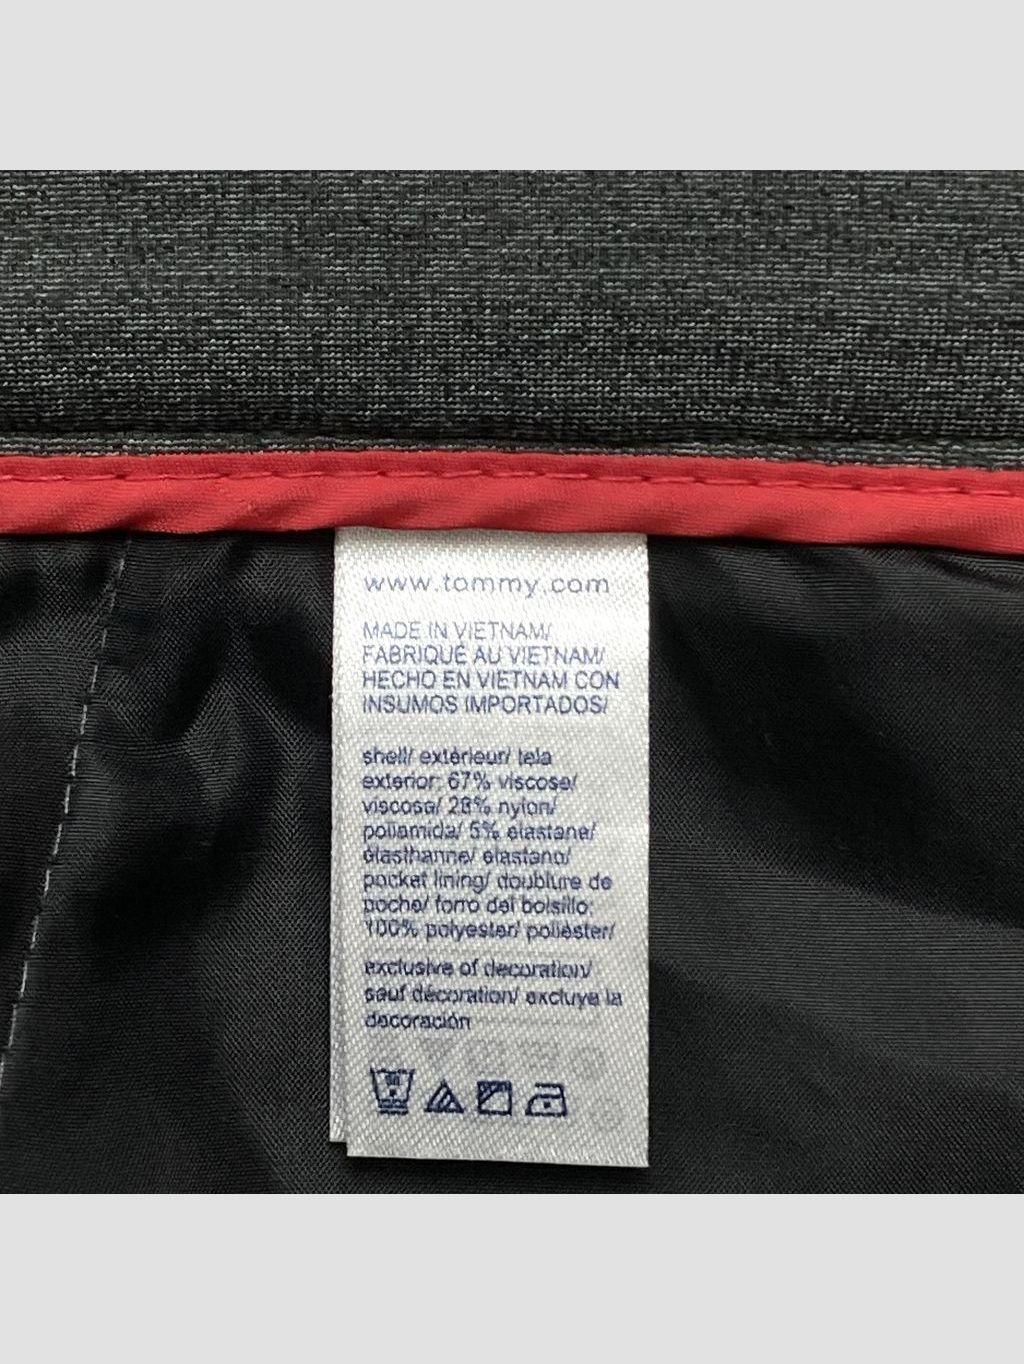 www.tommy.com
MADE IN VIETNAM/
FABRIQUÉ AU VIETNAM/
HECHO EN VIETNAM CON
INSUMOS IMPORTADOS/
shell/ extérieur/ tela
exterior: 67% viscose/
viscosa/ 28% nylon/
poliamida/ 5% elastane/
élasthanne/ elastano/
pocket lining/ doublure de
poche/ forro del bolsillo:
100% polyester/ poliéster/
exclusive of decoration/
sauf décoration/ excluye la
decoración
30